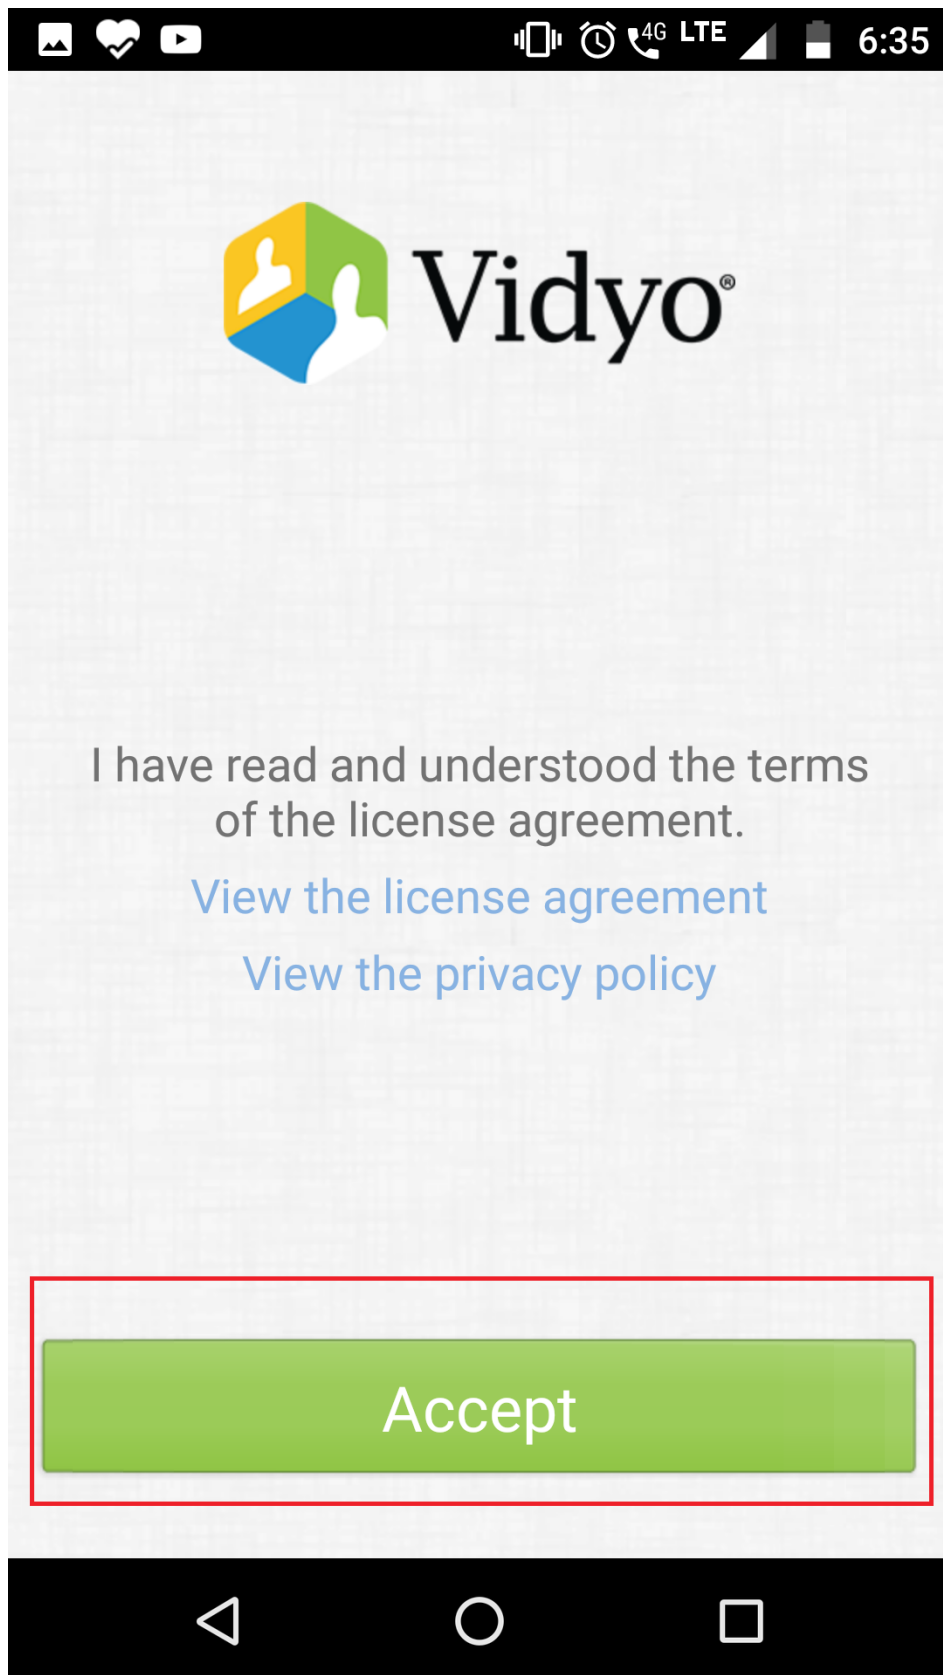 4G LTE 6:35
Vidyo®
I have read and understood the terms
of the license agreement.
View the license agreement
View the privacy policy
Accept